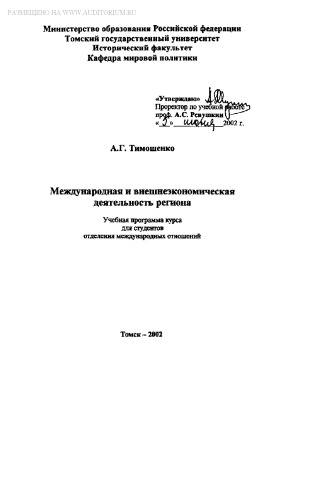 РАЗМЕЩЕНО НА WWW.AUDITORIUM.RU
Министерство образования Российской федерации
Томский государственный университет
Исторический факультет
Кафедра мировой политики
«Утверждаю»
Проректор по учебной работе
проф. А.С. Ревушкин
« 3 » июня 2002 г.
А.Г. Тимошенко
Международная и внешнеэкономическая
деятельность региона
Учебная программа курса
для студентов
отделения международных отношений
Томск – 2002